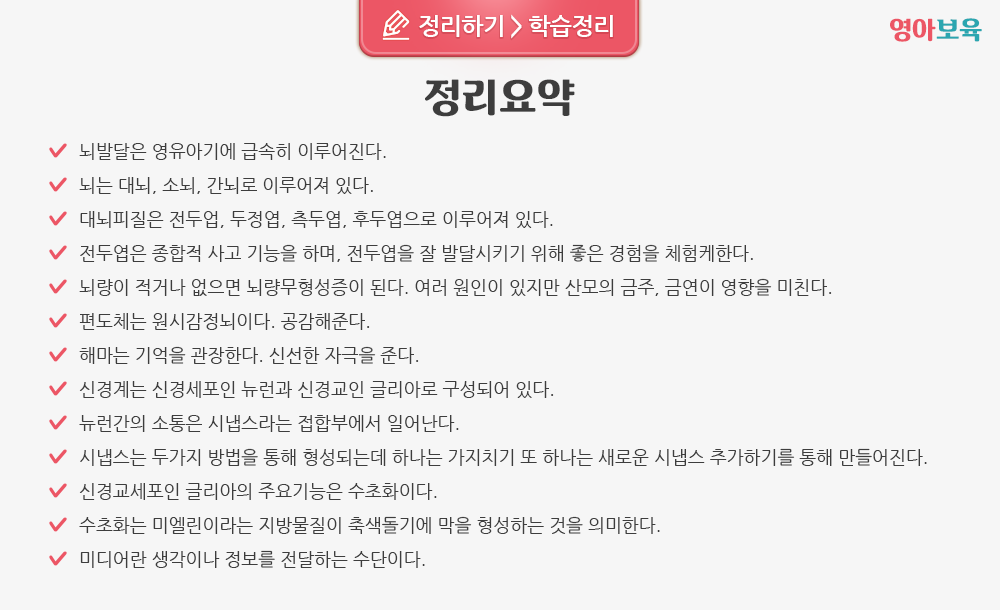 정리하기 > 학습정리
영아보육
정리요약
뇌발달은 영유아기에 급속히 이루어진다.
뇌는 대뇌, 소뇌, 간뇌로 이루어져 있다.
대뇌피질은 전두업, 두정엽, 측두엽, 후두엽으로 이루어져 있다.
전두엽은 종합적 사고 기능을 하며, 전두엽을 잘 발달시키기 위해 좋은 경험을 체험케한다.
뇌량이 적거나 없으면 뇌량무형성증이 된다. 여러 원인이 있지만 산모의 금주, 금연이 영향을 미친다.
편도체는 원시감정뇌이다. 공감해준다.
해마는 기억을 관장한다. 신선한 자극을 준다.
신경계는 신경세포인 뉴런과 신경교인 글리아로 구성되어 있다.
뉴런간의 소통은 시냅스라는 접합부에서 일어난다.
시냅스는 두가지 방법을 통해 형성되는데 하나는 가지치기 또 하나는 새로운 시냅스 추가하기를 통해 만들어진다.
신경교세포인 글리아의 주요기능은 수초화이다.
수초화는 미엘린이라는 지방물질이 축색돌기에 막을 형성하는 것을 의미한다.
미디어란 생각이나 정보를 전달하는 수단이다.